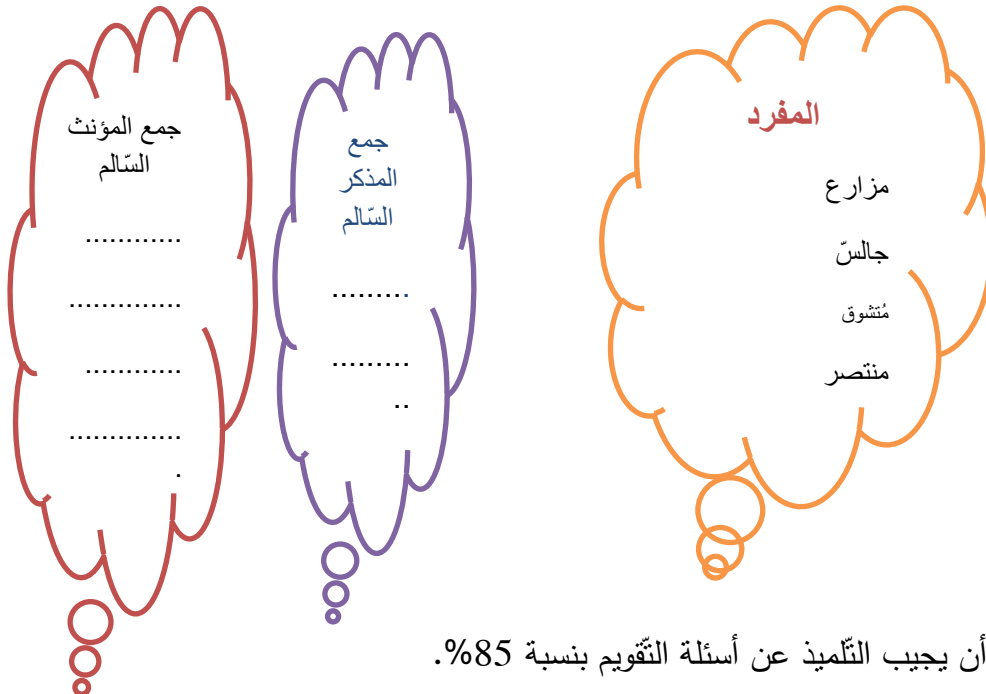 المفرد
مزارع
جالسّ
مُتشوق
منتصر
جمع
المذكر
السّالم
.........
.........
..
جمع المؤنث
السّالم
............
..............
............
..............
.
أن يجيب التّلميذ عن أسئلة التّقويم بنسبة 85%.